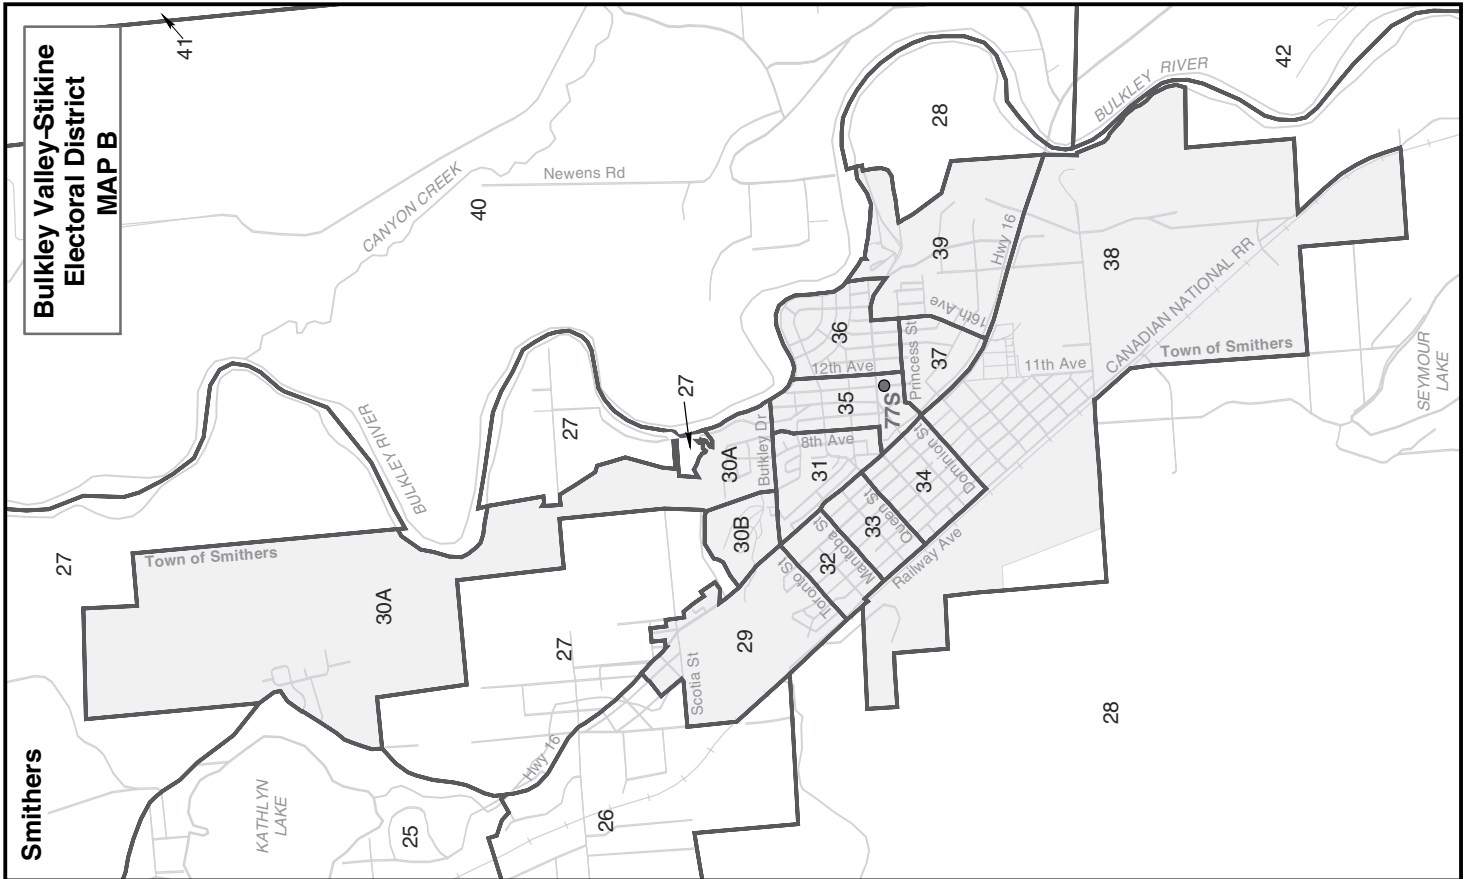 Bulkley Valley–Stikine
Electoral District
MAP B
Smithers
41
42
28
40
Newens Rd
CANYON CREEK
BULKLEY RIVER
BULKLEY RIVER
39
Hwy 16
38
CANADIAN NATIONAL RR
16th Ave
36
12th Ave
Princess St
37
11th Ave
Town of Smithers
SEYMOUR
LAKE
27
27
35
77S
Bulkley Dr
8th Ave
30A
31
Dominion St
34
Queen St
33
30B
Manitoba St
32
Toronto St
Railway Ave
27
Town of Smithers
30A
27
29
Scotia St
28
Hwy 16
KATHLYN
LAKE
25
26